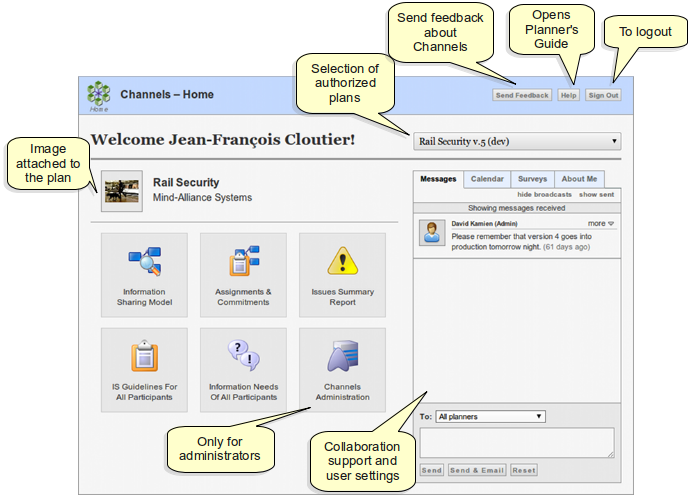 Send feedback
about
Channels
Opens
Planner's
Guide
To logout
Selection of
authorized
plans
Home
Channels – Home
Send Feedback
Help
Sign Out
Welcome Jean-François Cloutier!
Rail Security v.5 (dev)
Image
attached to
the plan
Rail Security
Mind-Alliance Systems
Messages
Calendar
Surveys
About Me
hide broadcasts
show sent
Showing messages received
David Kamien (Admin)
more
Please remember that version 4 goes into
production tomorrow night. (61 days ago)
Information
Sharing Model
Assignments &
Commitments
Issues Summary
Report
IS Guidelines For
All Participants
Information Needs
Of All Participants
Channels
Administration
Only for
administrators
Collaboration
support and
user settings
To:
All planners
Send
Send & Email
Reset